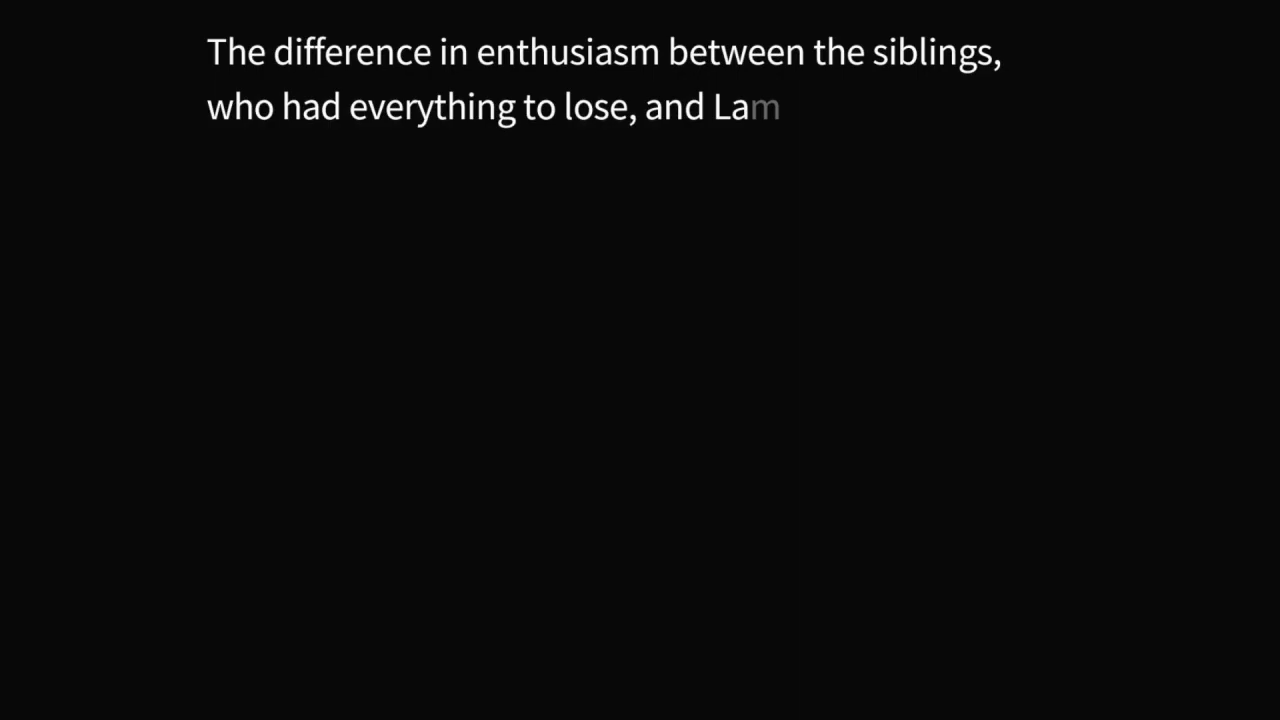 The difference in enthusiasm between the siblings,
who had everything to lose, and Lam